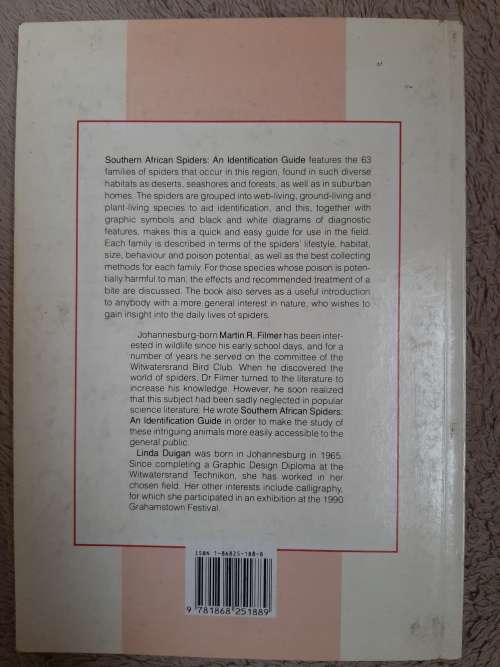 Southern African Spiders: An Identification Guide features the 63
families of spiders that occur in this region, found in such diverse
habitats as deserts, seashores and forests, as well as in suburban
homes. The spiders are grouped into web-living, ground-living and
plant-living species to aid identification, and this, together with
graphic symbols and black and white diagrams of diagnostic
features, makes this a quick and easy guide for use in the field.
Each family is described in terms of the spiders' lifestyle, habitat,
size, behaviour and poison potential, as well as the best collecting
methods for each family. For those species whose poison is poten-
tially harmful to man, the effects and recommended treatment of a
bite are discussed. The book also serves as a useful introduction
to anybody with a more general interest in nature, who wishes to
gain insight into the daily lives of spiders.
Johannesburg-born Martin R. Filmer has been inter-
ested in wildlife since his early school days, and for a
number of years he served on the committee of the
Witwatersrand Bird Club. When he discovered the
world of spiders, Dr Filmer turned to the literature to
increase his knowledge. However, he soon realized
that this subject had been sadly neglected in popular
science literature. He wrote Southern African Spiders:
An Identification Guide in order to make the study of
these intriguing animals more easily accessible to the
general public.
Linda Duigan was born in Johannesburg in 1965.
Since completing a Graphic Design Diploma at the
Witwatersrand Technikon, she has worked in her
chosen field. Her other interests include calligraphy,
for which she participated in an exhibition at the 1990
Grahamstown Festival.
ISBN 1-86825-188-8
9 781868 251889